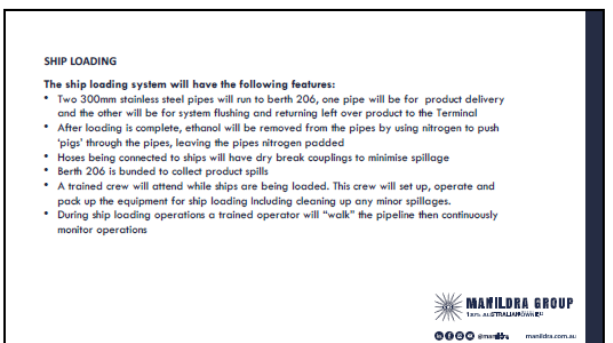 SHIP LOADING
The ship loading system will have the following features:
• Two 300mm stainless steel pipes will run to berth 206, one pipe will be for product delivery
and the other will be for system flushing and returning left over product to the Terminal
• After loading is complete, ethanol will be removed from the pipes by using nitrogen to push
'pigs' through the pipes, leaving the pipes nitrogen padded
• Hoses being connected to ships will have dry break couplings to minimise spillage
• Berth 206 is bunded to collect product spills
• A trained crew will attend while ships are being loaded. This crew will set up, operate and
pack up the equipment for ship loading Including cleaning up any minor spillages.
• During ship loading operations a trained operator will "walk" the pipeline then continuously
monitor operations
MANILDRA GROUP
AUSTRALIAN OWNED
@manildra manildra.com.au